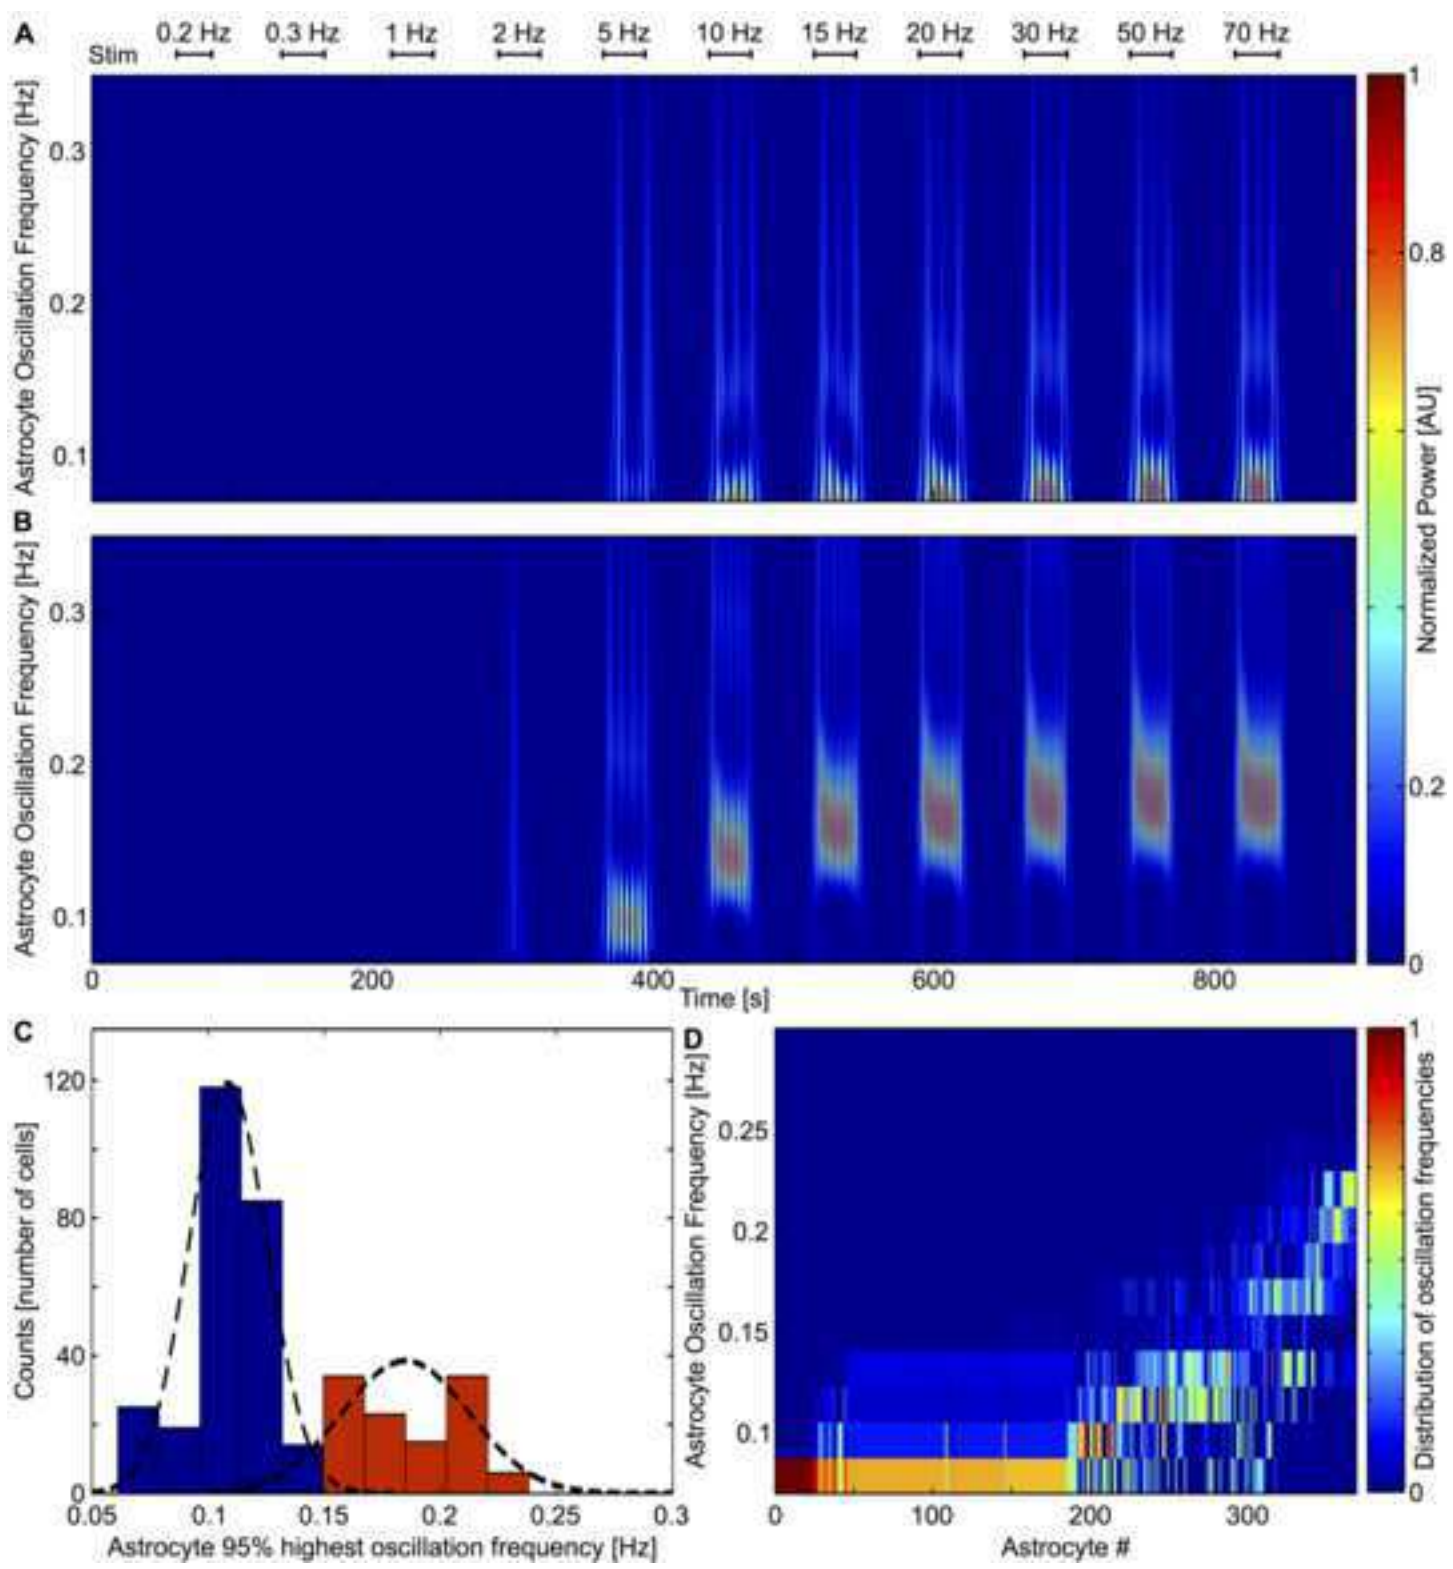 A
Stim
0.2 Hz 0.3 Hz 1 Hz 2 Hz 5 Hz 10 Hz 15 Hz 20 Hz 30 Hz 50 Hz 70 Hz
Astrocyte Oscillation Frequency [Hz]
0.3
0.2
0.1
B
Astrocyte Oscillation Frequency [Hz]
0.3
0.2
0.1
0 200 400 600 800
Time [s]
1
0.8
0.2
0
Normalized Power [AU]
C
Counts [number of cells]
120
80
40
0
0.05 0.1 0.15 0.2 0.25 0.3
Astrocyte 95% highest oscillation frequency [Hz]
D
Astrocyte Oscillation Frequency [Hz]
0.25
0.2
0.15
0.1
0 100 200 300
Astrocyte #
1
0
Distribution of oscillation frequencies